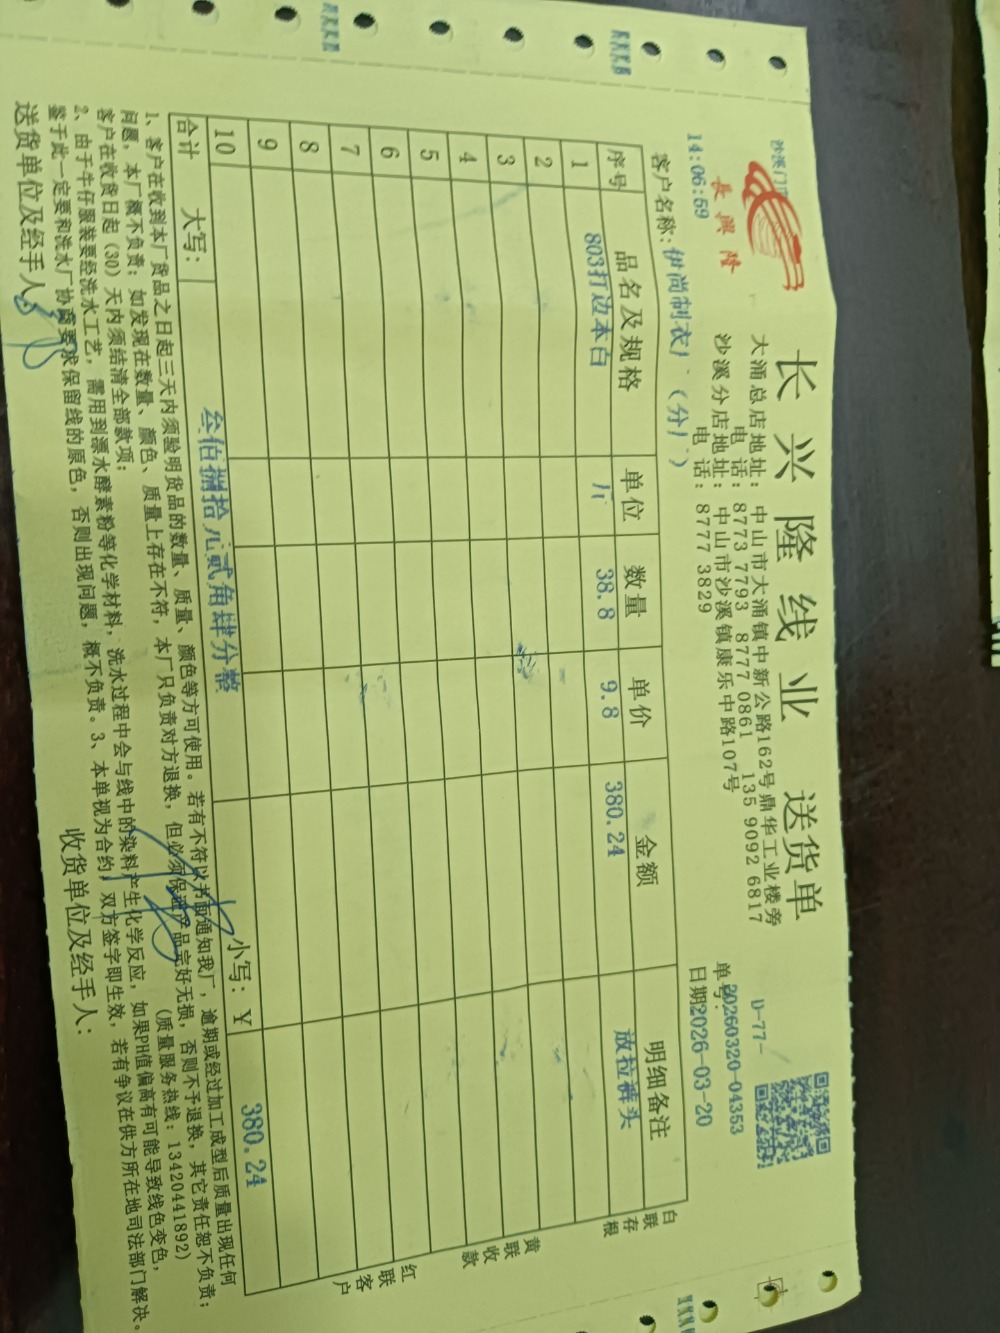 長興隆
沙溪门
14:06:59
长兴隆线业 送货单
大涌总店地址: 中山市大涌镇中新公路162号鼎华工业楼旁
电 话: 8773 7793 8777 0861 135 9092 6817
沙溪分店地址: 中山市沙溪镇康乐中路107号
电 话: 8777 3829
D-77-
单号: 20260320-04353
日期2026-03-20
客户名称: 伊尚制衣厂(分厂)
序号 品名及规格 单位 数量 单价 金额 明细备注
1 803打边本白 斤 38.8 9.8 380.24 放拉裤头
2
3
4
5
6
7
8
9
10
合计 大写: 叁佰捌拾元贰角肆分整 小写: ￥ 380.24
白联存根
黄联收款
红联客户
1、客户在收到本厂货品之日起三天内须验明货品的数量、质量、颜色等方可使用。若有不符以书面通知我厂，逾期或经过加工成型后质量出现任何
问题，本厂概不负责；如发现在数量、颜色、质量上存在不符，本厂只负责对方退换，但必须保证产品完好无损，否则不予退换，其它责任恕不负责；
客户在收货日起（30）天内须结清全部款项； （质量服务热线：13420441892）
2、由于牛仔服装要经洗水工艺，需用到漂水酵素粉等化学材料，洗水过程中会与线中的染料产生化学反应，如果PH值偏高有可能导致线色变色，
鉴于此一定要和洗水厂协商要求保留线的原色，否则出现问题，概不负责。3、本单视为合约，双方签字即生效，若有争议在供方所在地司法部门解决。
送货单位及经手人: 收货单位及经手人: